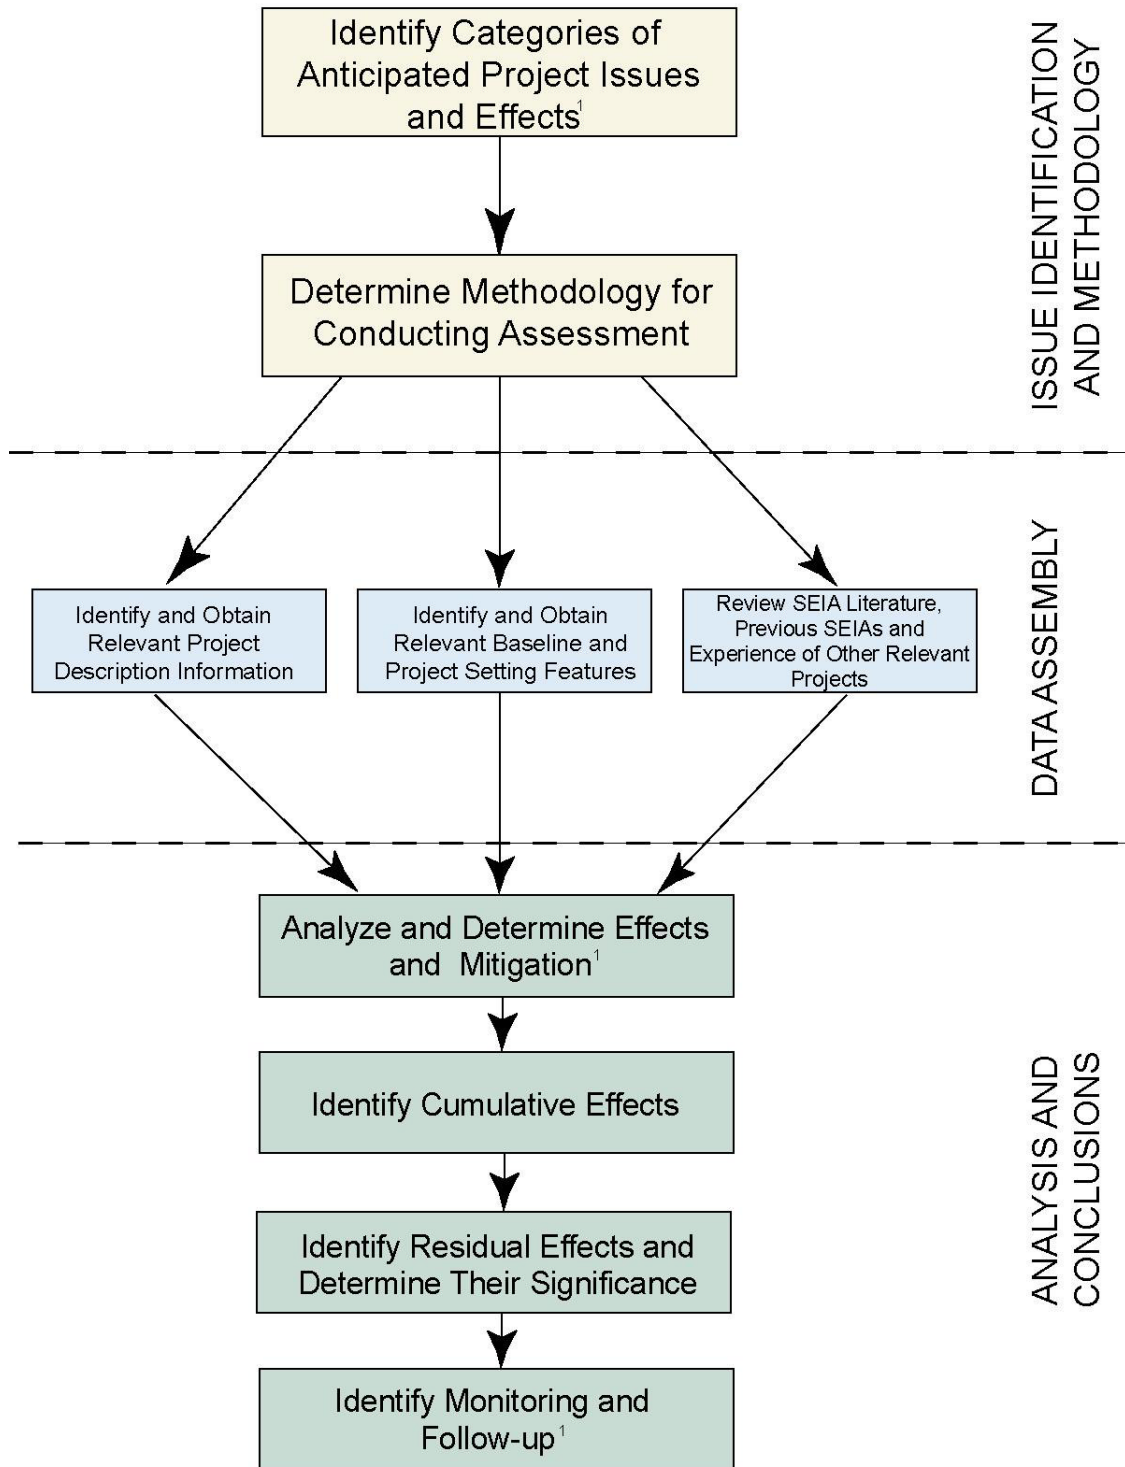 Identify Categories of
Anticipated Project Issues
and Effects¹
ISSUE IDENTIFICATION
AND METHODOLOGY
Determine Methodology for
Conducting Assessment
Identify and Obtain
Relevant Project
Description Information
Identify and Obtain
Relevant Baseline and
Project Setting Features
Review SEIA Literature,
Previous SEIAs and
Experience of Other Relevant
Projects
DATA ASSEMBLY
Analyze and Determine Effects
and Mitigation¹
Identify Cumulative Effects
Identify Residual Effects and
Determine Their Significance
Identify Monitoring and
Follow-up¹
ANALYSIS AND
CONCLUSIONS